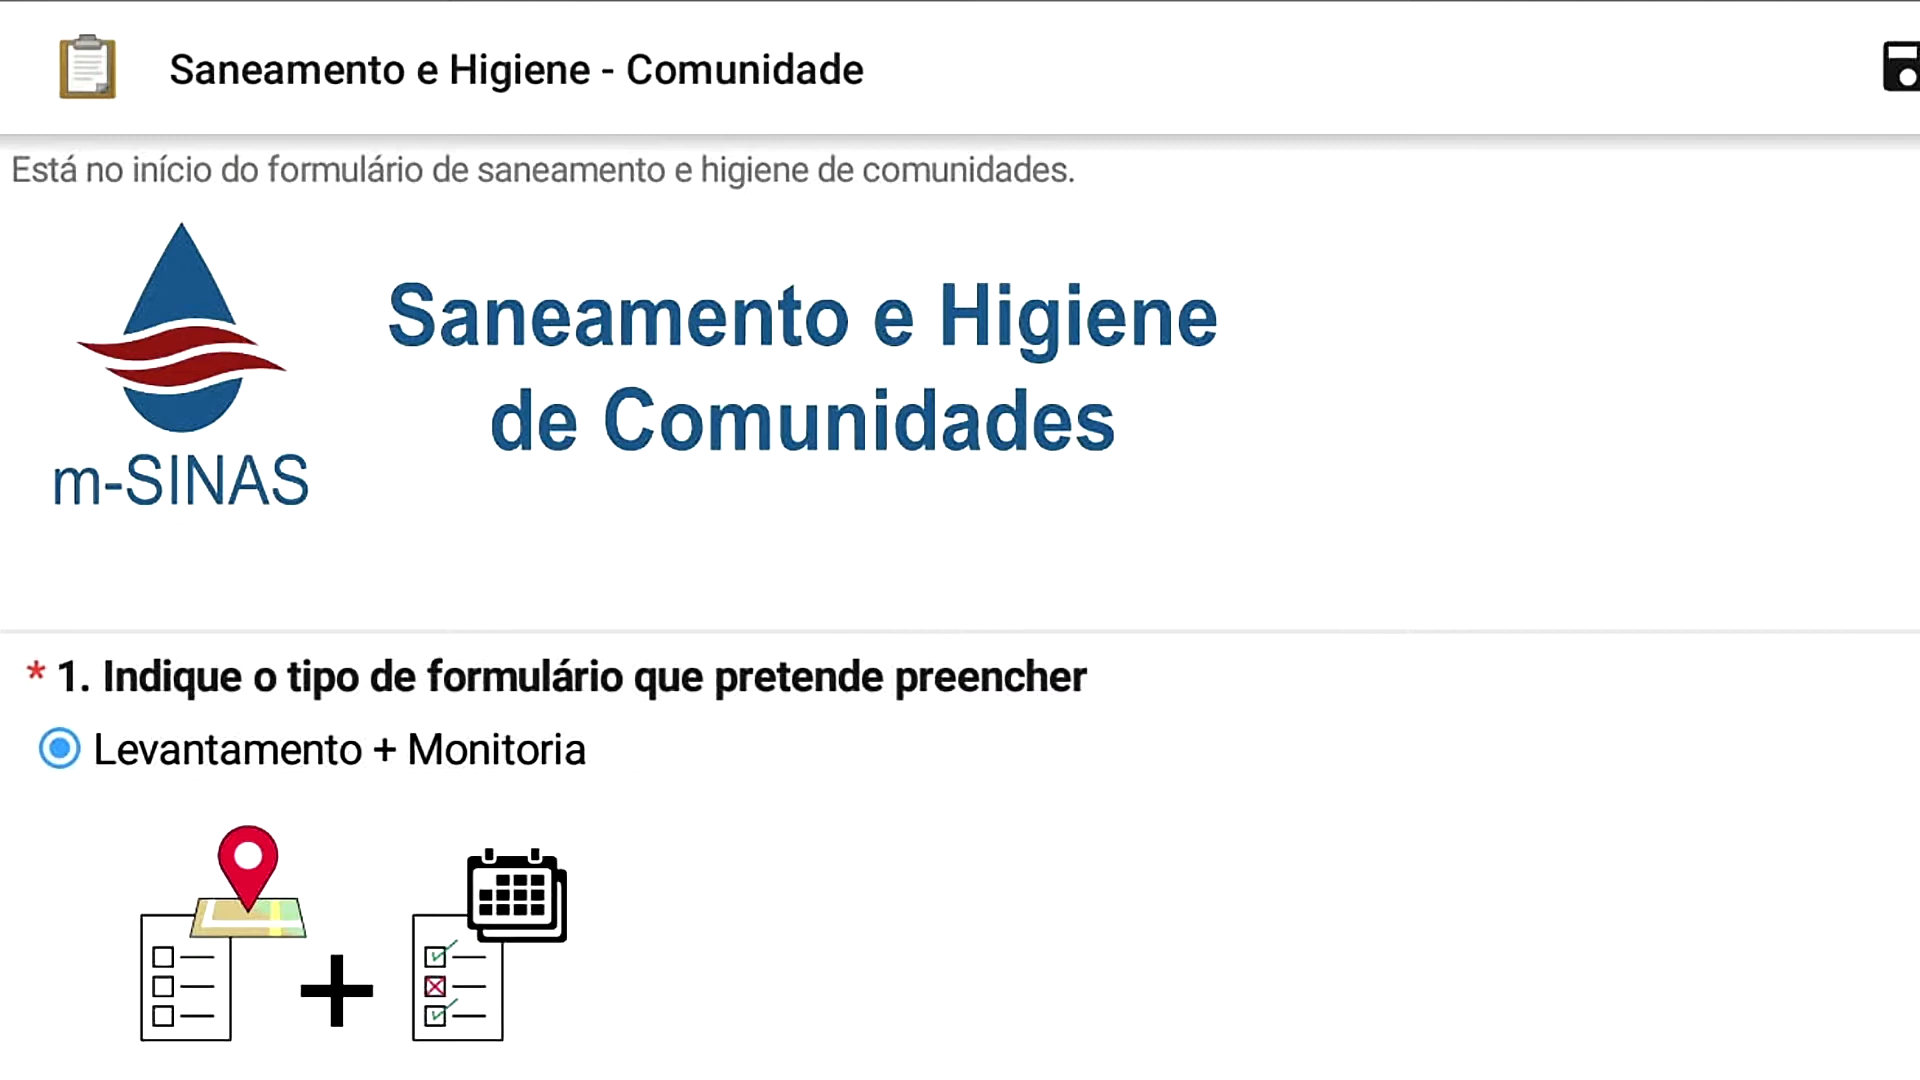 Saneamento e Higiene - Comunidade
Está no início do formulário de saneamento e higiene de comunidades.
Saneamento e Higiene
de Comunidades
m-SINAS
* 1. Indique o tipo de formulário que pretende preencher
Levantamento + Monitoria